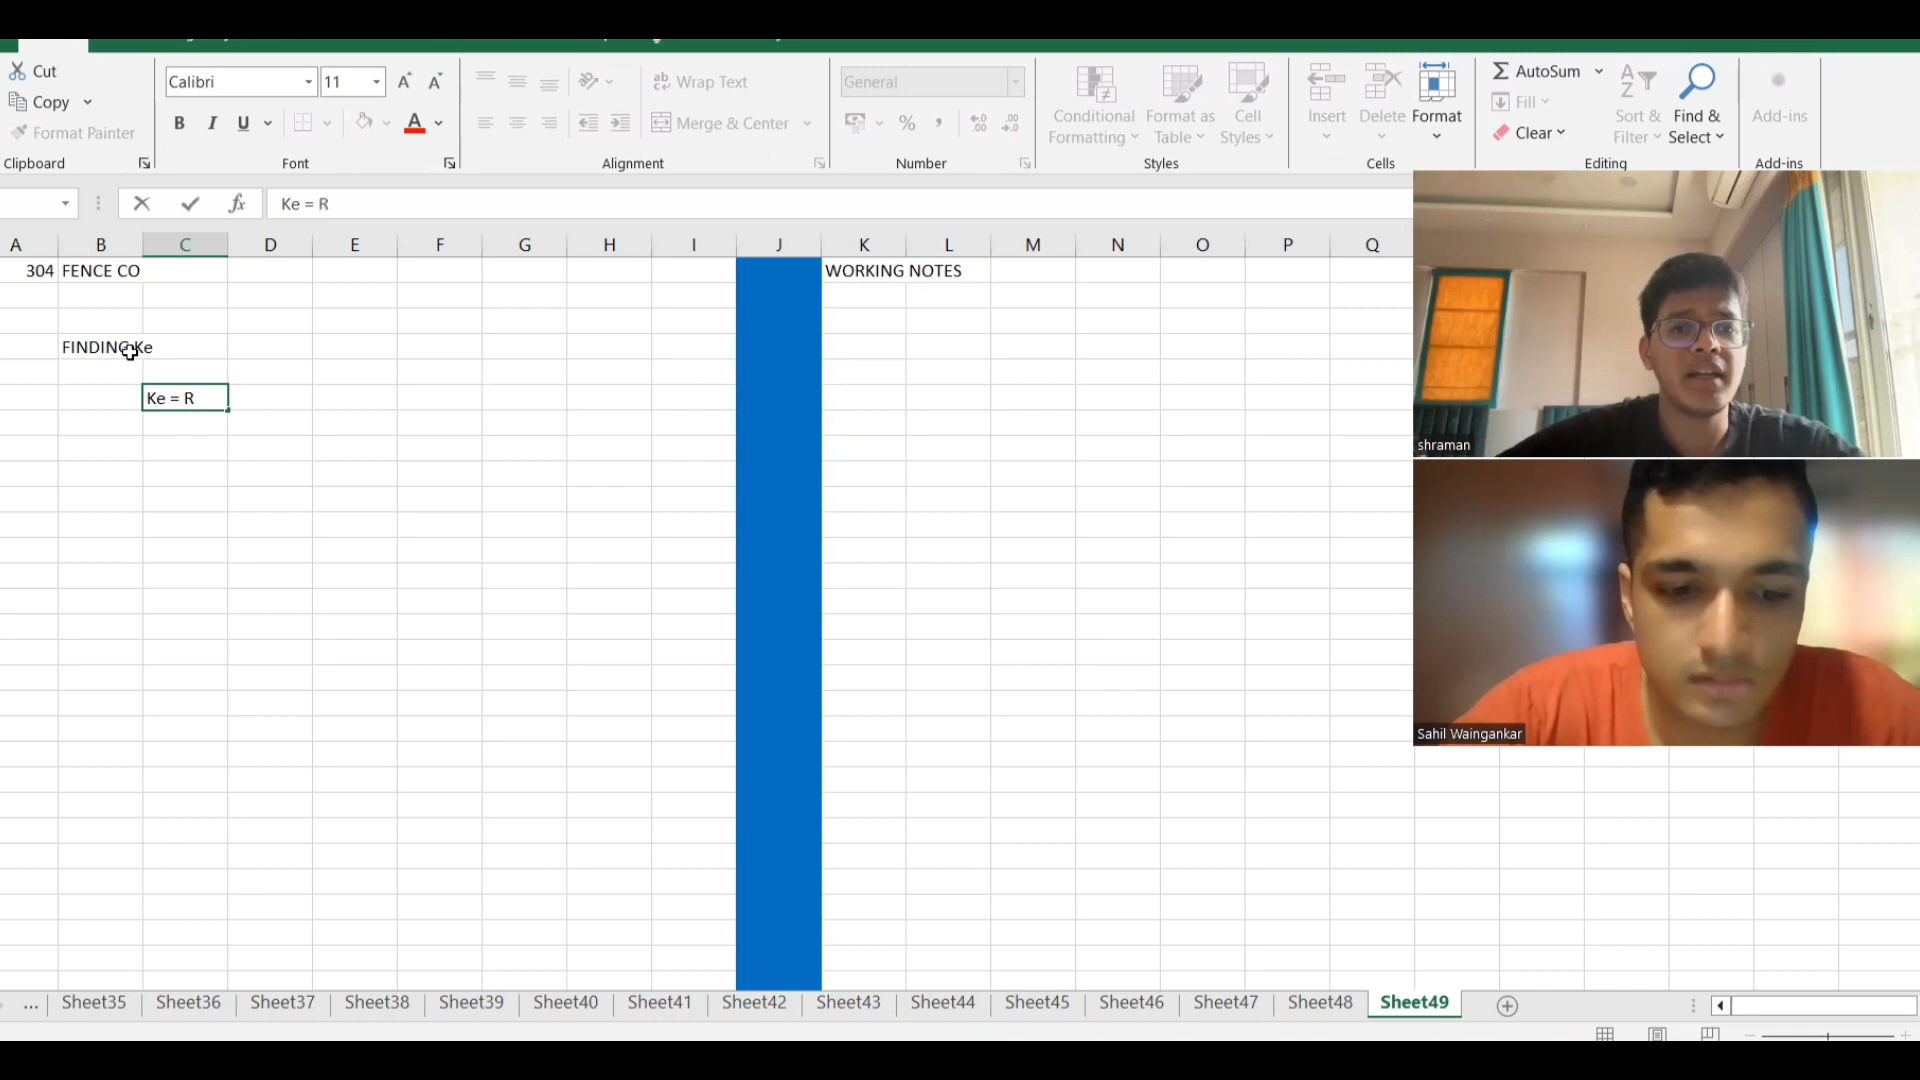 Cut
Copy
Format Painter
Clipboard
Calibri
11
A A
B I U
A
Font
Wrap Text
Merge & Center
Alignment
General
%
Number
Conditional Formatting
Format as Table
Cell Styles
Styles
Insert
Delete
Format
Cells
AutoSum
Fill
Clear
Sort & Filter
Find & Select
Editing
Add-ins
Add-ins
fx
Ke = R
A B C D E F G H I J K L M N O P Q
304 FENCE CO
WORKING NOTES
FINDING Ke
Ke = R
shraman
Sahil Waingankar
... Sheet35 Sheet36 Sheet37 Sheet38 Sheet39 Sheet40 Sheet41 Sheet42 Sheet43 Sheet44 Sheet45 Sheet46 Sheet47 Sheet48 Sheet49